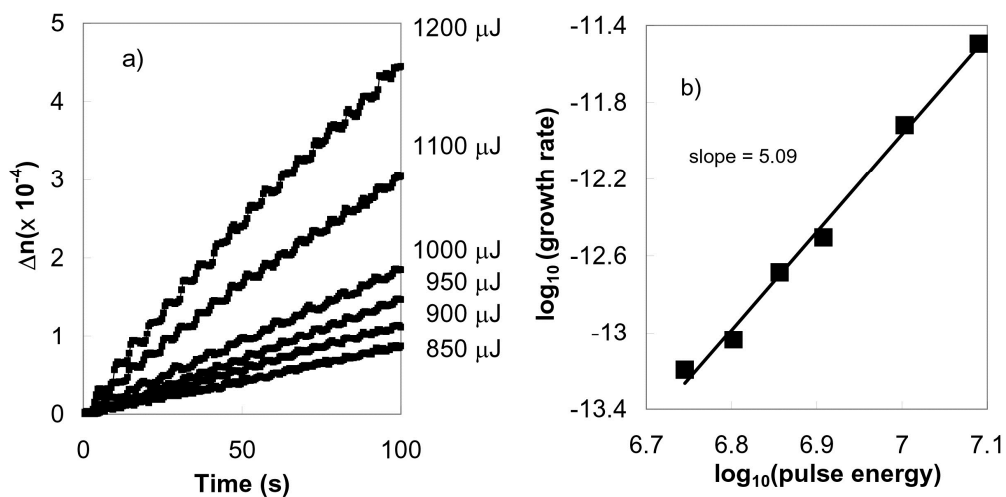 a)
5
4
3
2
1
0
Δn(x 10⁻⁴)
0
50
100
Time (s)
1200 μJ
1100 μJ
1000 μJ
950 μJ
900 μJ
850 μJ
b)
slope = 5.09
-11.4
-11.8
-12.2
-12.6
-13
-13.4
log₁₀(growth rate)
6.7
6.8
6.9
7
7.1
log₁₀(pulse energy)